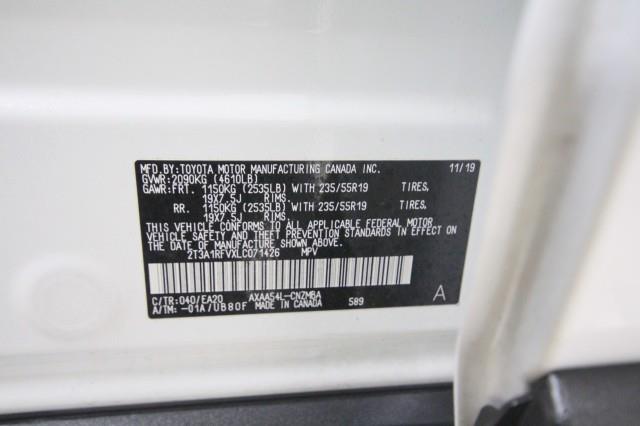 MFD.BY:TOYOTA MOTOR MANUFACTURING CANADA INC. 11/19
GVWR:2090KG (4610LB)
GAWR:FRT. 1150KG (2535LB) WITH 235/55R19 TIRES,
19X7.5J RIMS.
RR. 1150KG (2535LB) WITH 235/55R19 TIRES,
19X7.5J RIMS.
THIS VEHICLE CONFORMS TO ALL APPLICABLE FEDERAL MOTOR
VEHICLE SAFETY AND THEFT PREVENTION STANDARDS IN EFFECT
ON THE DATE OF MANUFACTURE SHOWN ABOVE.
2T3A1RFVXLC071426 MPV
C/TR:040/EA20 AXAA54L-CNZMBA 589 A
A/TM:-01A/UB80F MADE IN CANADA